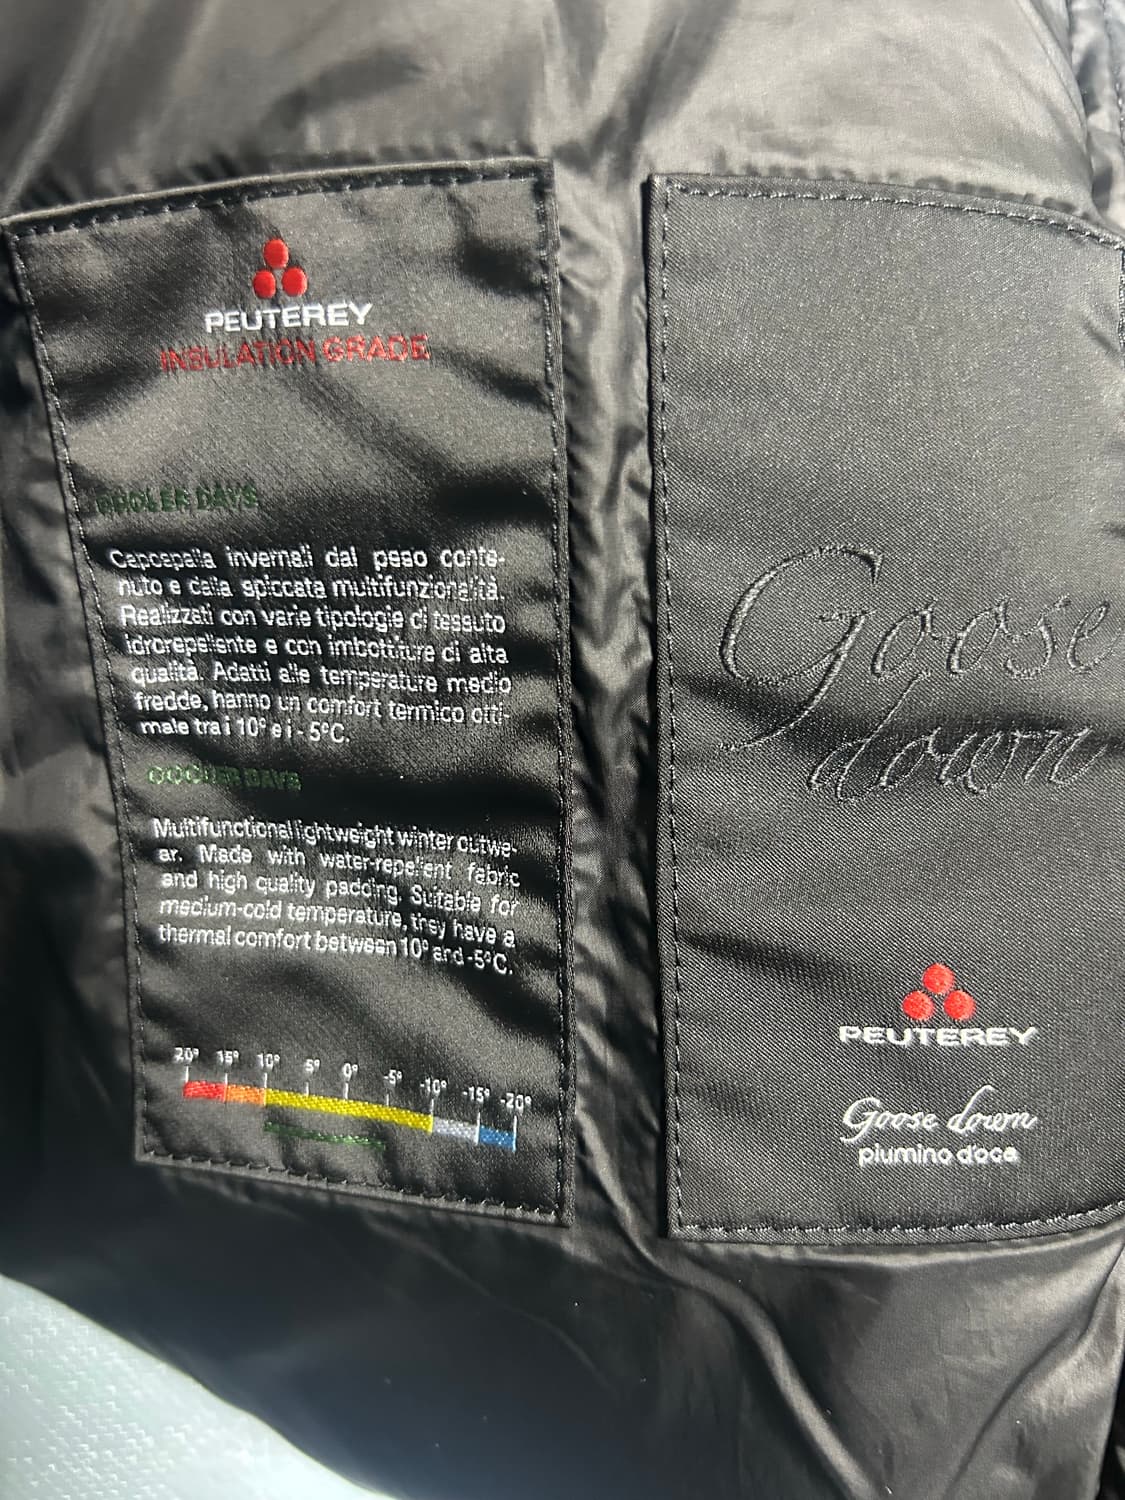 PEUTEREY
INSULATION GRADE
COOLER DAYS
Capospalla invernali dal peso conte-
nuto e dalla spiccata multifunzionalità.
Realizzati con varie tipologie di tessuto
idrorepellente e con imbottiture di alta
qualità. Adatti alle temperature medio
fredde, hanno un comfort termico otti-
male tra i 10° e i - 5°C.
COOLER DAYS
Multifunctional lightweight winter outwe-
ar. Made with water-repellent fabric
and high quality padding. Suitable for
medium-cold temperature, they have a
thermal comfort between 10° and -5°C.
20° 15° 10° 5° 0° -5° -10° -15° -20°
Goose
down
PEUTEREY
Goose down
piumino d'oca